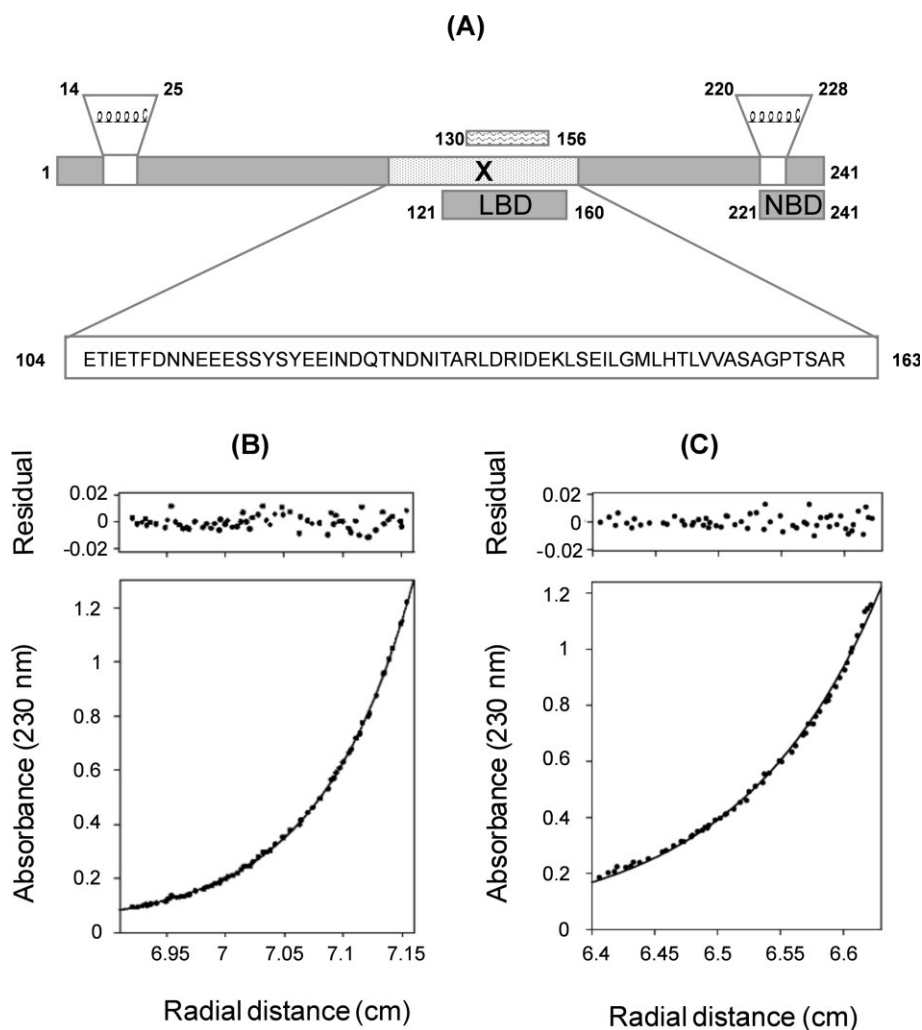 (A)
14 25 220 228
130 156
1 X 241
121 LBD 160 221 NBD 241
104 ETIETFDNNEEESSYSYEEINDQTNDNITARLDRIDEKLSEILGMLHTLVVASAGPTSAR 163
(B) (C)
Residual 0.02 0 -0.02
Residual 0.02 0 -0.02
Absorbance (230 nm)
1.2
1
0.8
0.6
0.4
0.2
0
6.95 7 7.05 7.1 7.15
Radial distance (cm)
Absorbance (230 nm)
1.2
1
0.8
0.6
0.4
0.2
0
6.4 6.45 6.5 6.55 6.6
Radial distance (cm)